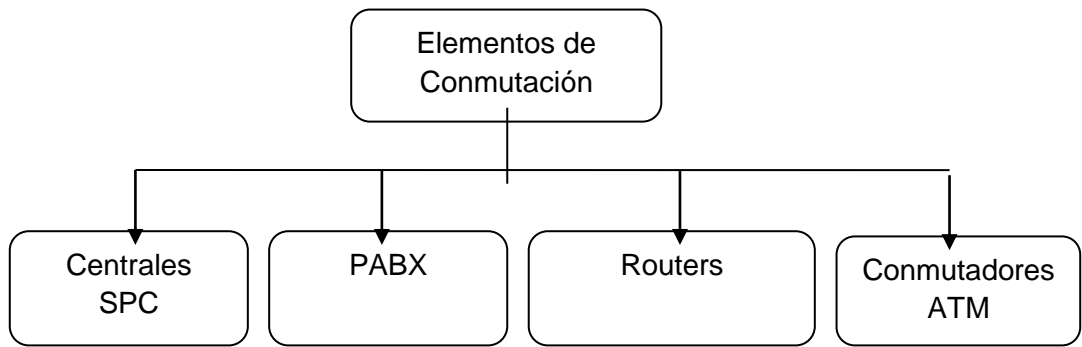 Elementos de
Conmutación
Centrales
SPC
PABX
Routers
Conmutadores
ATM